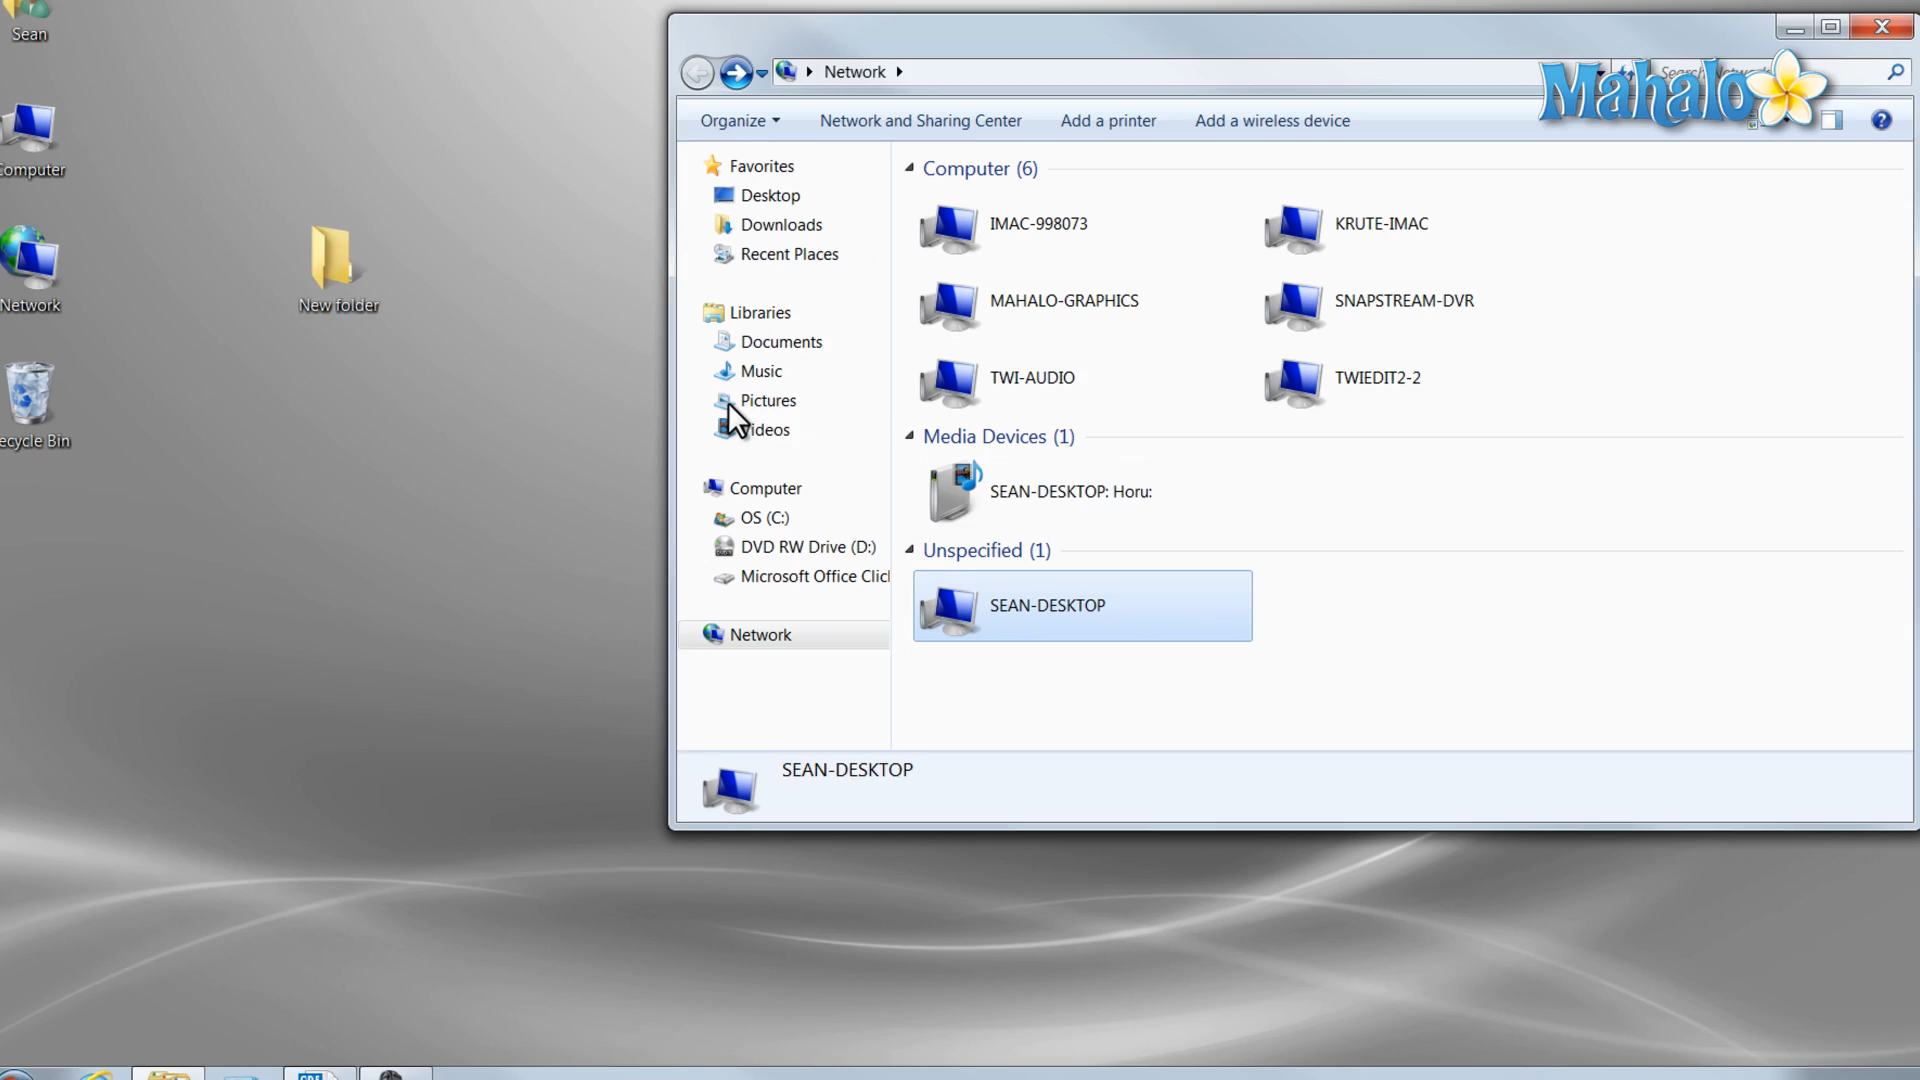 Sean
Computer
Network
Recycle Bin
New folder
Network
Mahalo
Organize
Network and Sharing Center
Add a printer
Add a wireless device
Favorites
Desktop
Downloads
Recent Places
Libraries
Documents
Music
Pictures
Videos
Computer
OS (C:)
DVD RW Drive (D:)
Microsoft Office Clic
Network
Computer (6)
IMAC-998073
KRUTE-IMAC
MAHALO-GRAPHICS
SNAPSTREAM-DVR
TWI-AUDIO
TWIEDIT2-2
Media Devices (1)
SEAN-DESKTOP: Horu:
Unspecified (1)
SEAN-DESKTOP
SEAN-DESKTOP